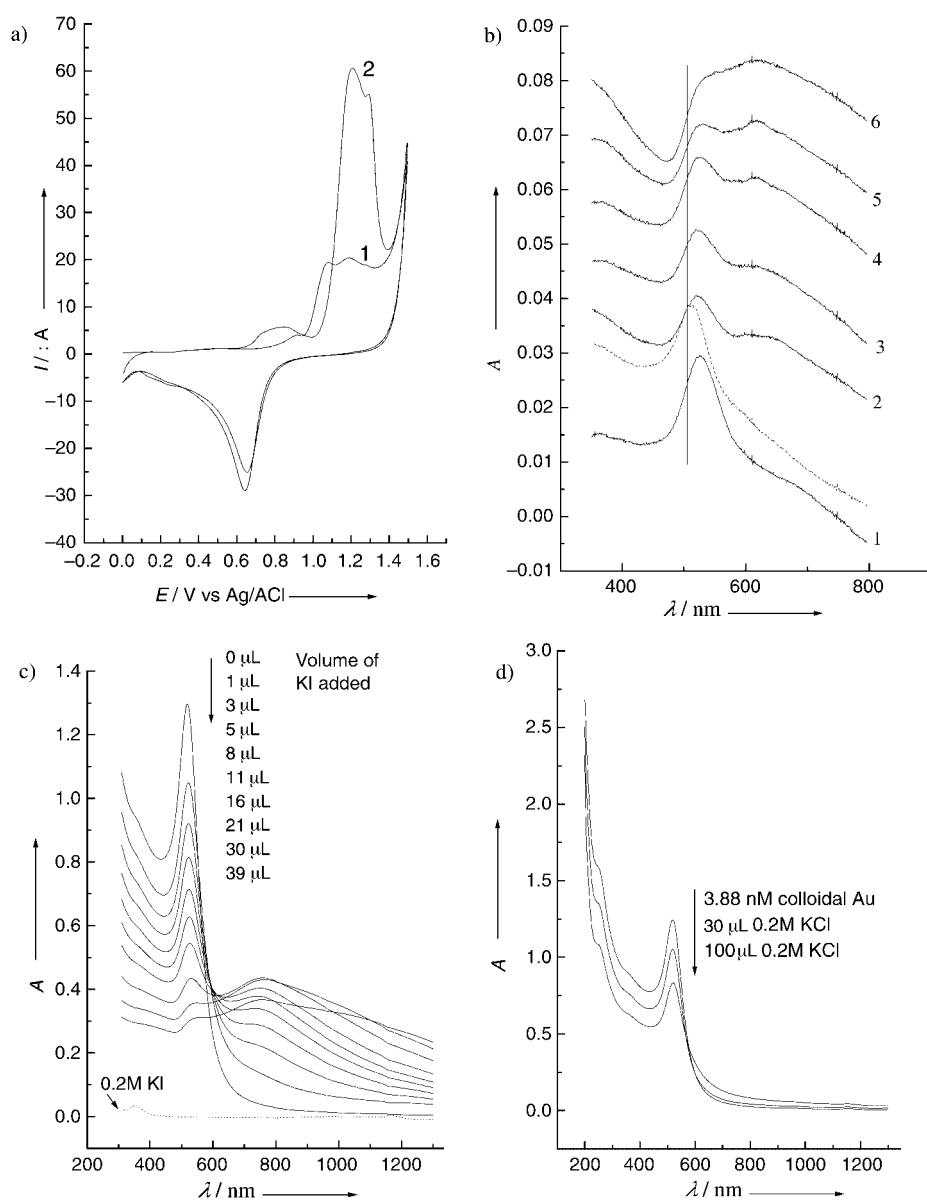 a)
70
60
50
40
30
20
10
0
−10
−20
−30
−40
I / : A
2
1
−0.2 0.0 0.2 0.4 0.6 0.8 1.0 1.2 1.4 1.6
E / V vs Ag/ACl
b)
0.09
0.08
0.07
0.06
0.05
0.04
0.03
0.02
0.01
0.00
−0.01
A
6
5
4
3
2
1
400 600 800
λ / nm
c)
1.4
1.2
1.0
0.8
0.6
0.4
0.2
0.0
A
0 µL
1 µL
3 µL
5 µL
8 µL
11 µL
16 µL
21 µL
30 µL
39 µL
Volume of
KI added
0.2M KI
200 400 600 800 1000 1200
λ / nm
d)
3.0
2.5
2.0
1.5
1.0
0.5
0.0
A
3.88 nM colloidal Au
30 µL 0.2M KCl
100µL 0.2M KCl
200 400 600 800 1000 1200
λ / nm